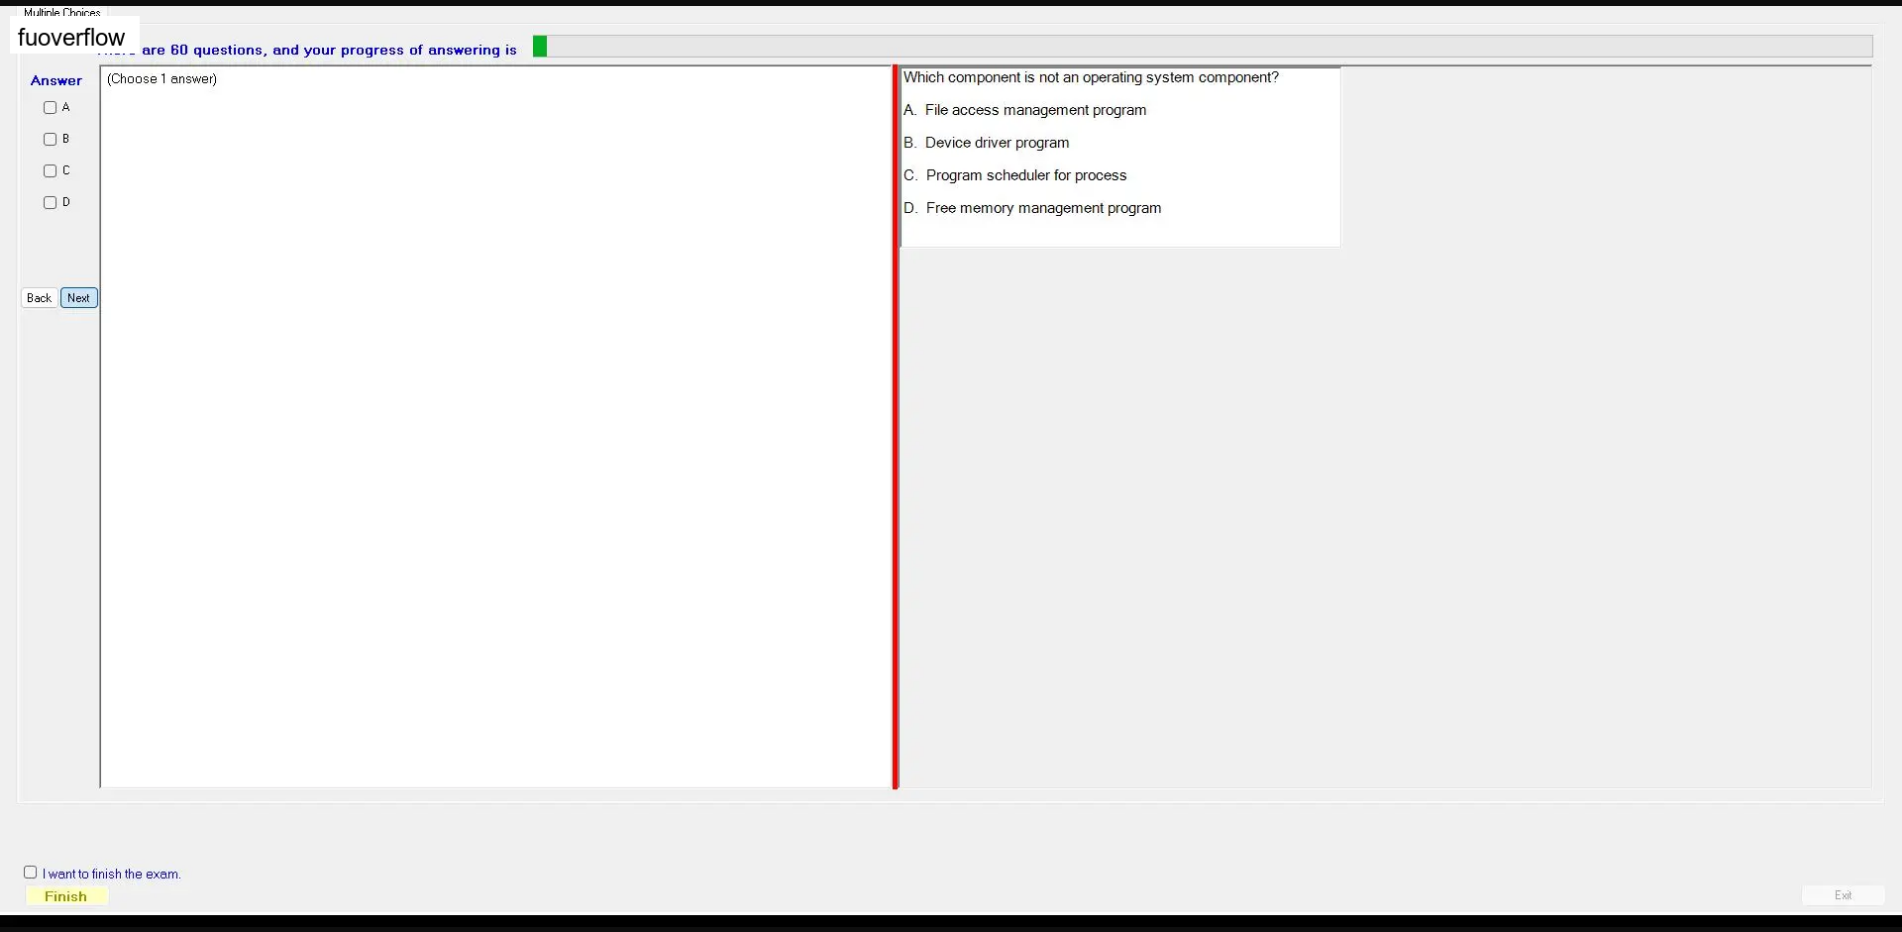 Multiple Choices
fuoverflow
are 60 questions, and your progress of answering is
Answer
(Choose 1 answer)
A
B
C
D
Back Next
Which component is not an operating system component?
A. File access management program
B. Device driver program
C. Program scheduler for process
D. Free memory management program
I want to finish the exam.
Finish
Exit